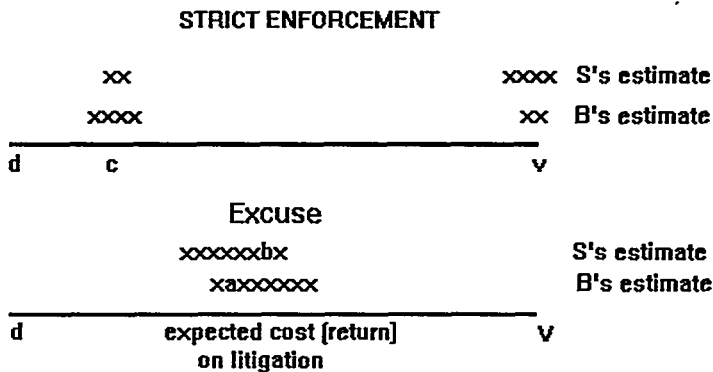 STRICT ENFORCEMENT
xx xxxx S's estimate
xxxx xx B's estimate
d c v
Excuse
xxxxxxbx S's estimate
xaxxxxxx B's estimate
d expected cost [return] v
on litigation